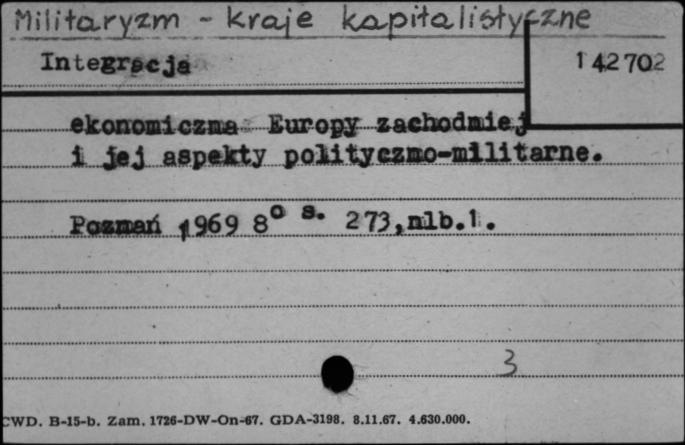 Militaryzm - kraje kapitalistyczne
Integracja
142702
ekonomiczna Europy zachodniej
i jej aspekty polityczno-militarne.
Poznań 1969 8° s. 273,nlb.1.
3
CWD. B-15-b. Zam. 1726-DW-On-67. GDA-3198. 8.11.67. 4.630.000.